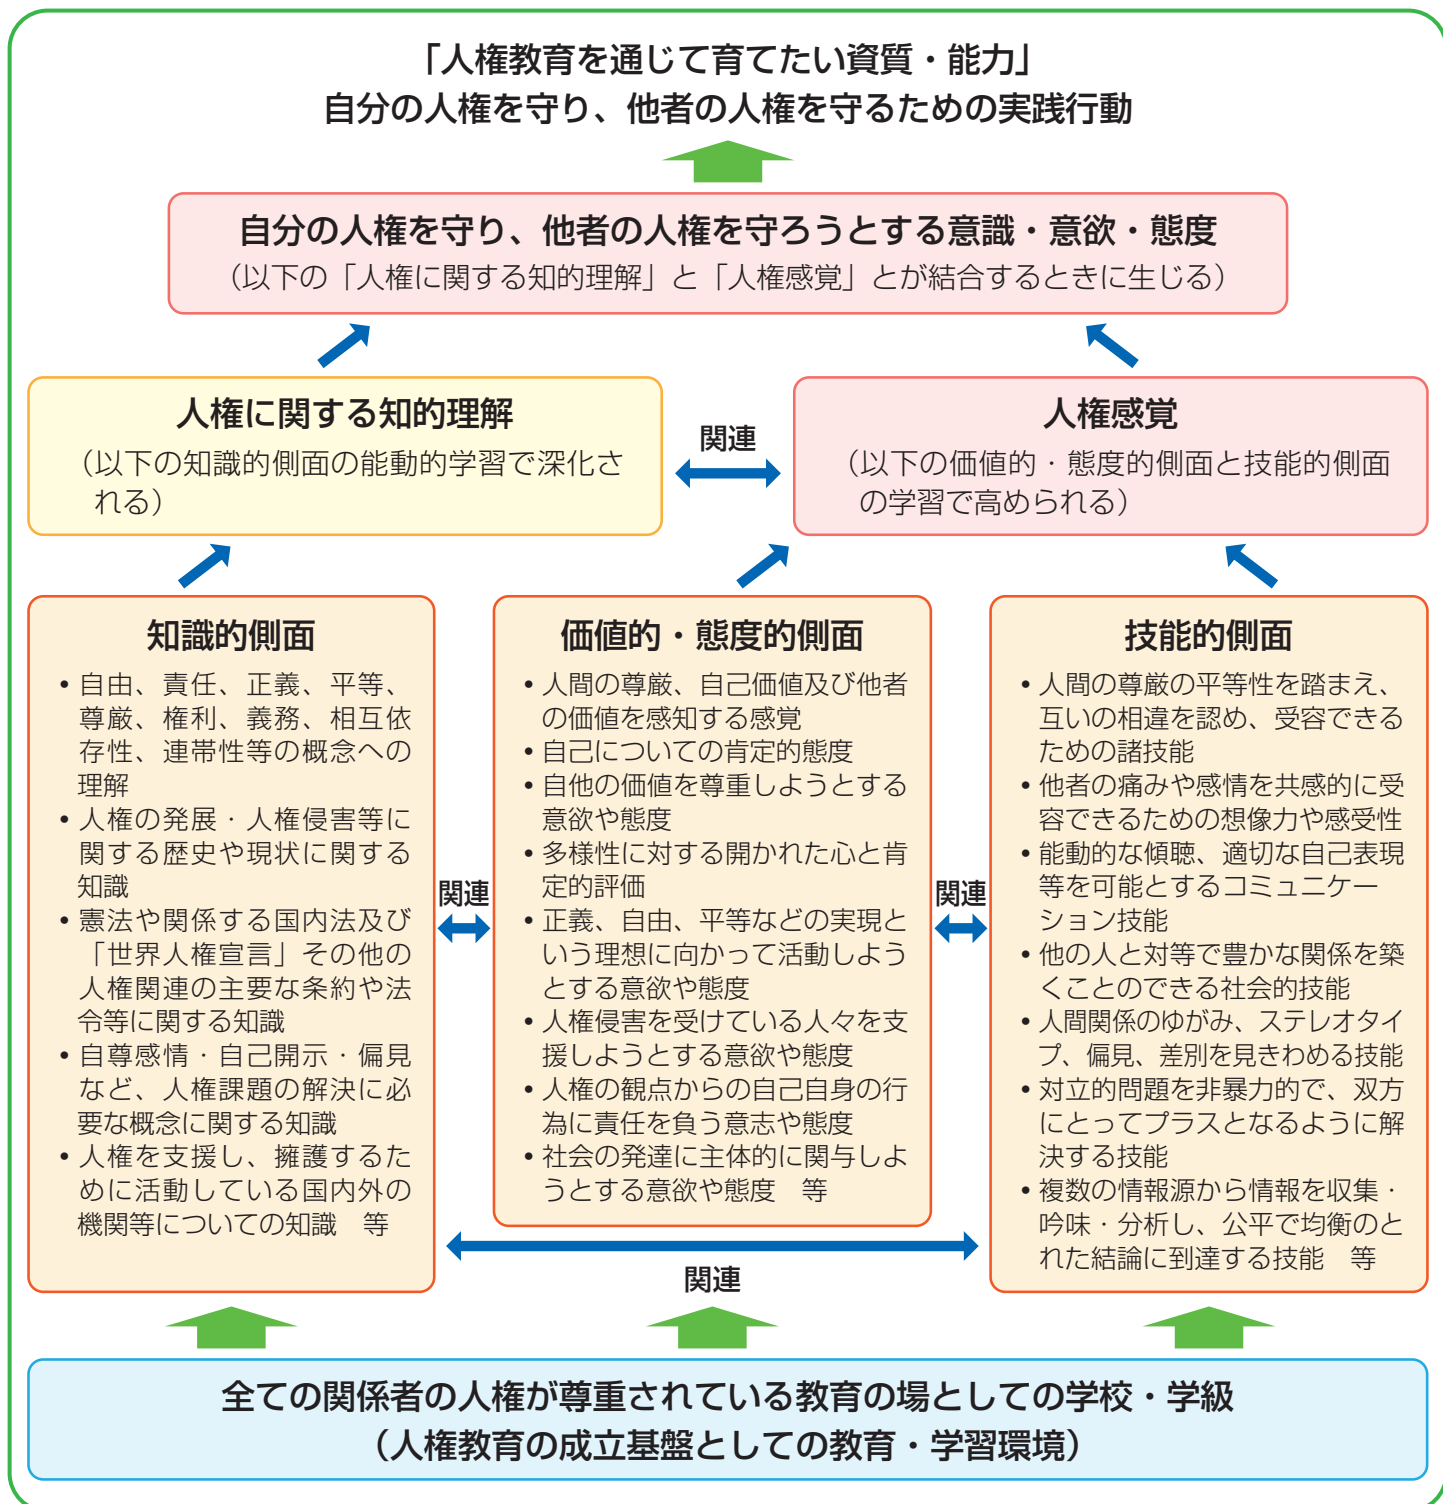 「人権教育を通じて育てたい資質・能力」
自分の人権を守り、他者の人権を守るための実践行動
自分の人権を守り、他者の人権を守ろうとする意識・意欲・態度
（以下の「人権に関する知的理解」と「人権感覚」とが結合するときに生じる）
人権に関する知的理解
（以下の知識的側面の能動的学習で深化さ
れる）
関連
人権感覚
（以下の価値的・態度的側面と技能的側面
の学習で高められる）
知識的側面
• 自由、責任、正義、平等、
尊厳、権利、義務、相互依
存性、連帯性等の概念への
理解
• 人権の発展・人権侵害等に
関する歴史や現状に関する
知識
• 憲法や関係する国内法及び
「世界人権宣言」その他の
人権関連の主要な条約や法
令等に関する知識
• 自尊感情・自己開示・偏見
など、人権課題の解決に必
要な概念に関する知識
• 人権を支援し、擁護するた
めに活動している国内外の
機関等についての知識　等
関連
価値的・態度的側面
• 人間の尊厳、自己価値及び他者
の価値を感知する感覚
• 自己についての肯定的態度
• 自他の価値を尊重しようとする
意欲や態度
• 多様性に対する開かれた心と肯
定的評価
• 正義、自由、平等などの実現と
いう理想に向かって活動しよう
とする意欲や態度
• 人権侵害を受けている人々を支
援しようとする意欲や態度
• 人権の観点からの自己自身の行
為に責任を負う意志や態度
• 社会の発達に主体的に関与しよ
うとする意欲や態度　等
関連
技能的側面
• 人間の尊厳の平等性を踏まえ、
互いの相違を認め、受容できる
ための諸技能
• 他者の痛みや感情を共感的に受
容できるための想像力や感受性
• 能動的な傾聴、適切な自己表現
等を可能とするコミュニケー
ション技能
• 他の人と対等で豊かな関係を築
くことのできる社会的技能
• 人間関係のゆがみ、ステレオタイ
プ、偏見、差別を見きわめる技能
• 対立的問題を非暴力的で、双方
にとってプラスとなるように解
決する技能
• 複数の情報源から情報を収集・
吟味・分析し、公平で均衡のと
れた結論に到達する技能　等
関連
全ての関係者の人権が尊重されている教育の場としての学校・学級
（人権教育の成立基盤としての教育・学習環境）